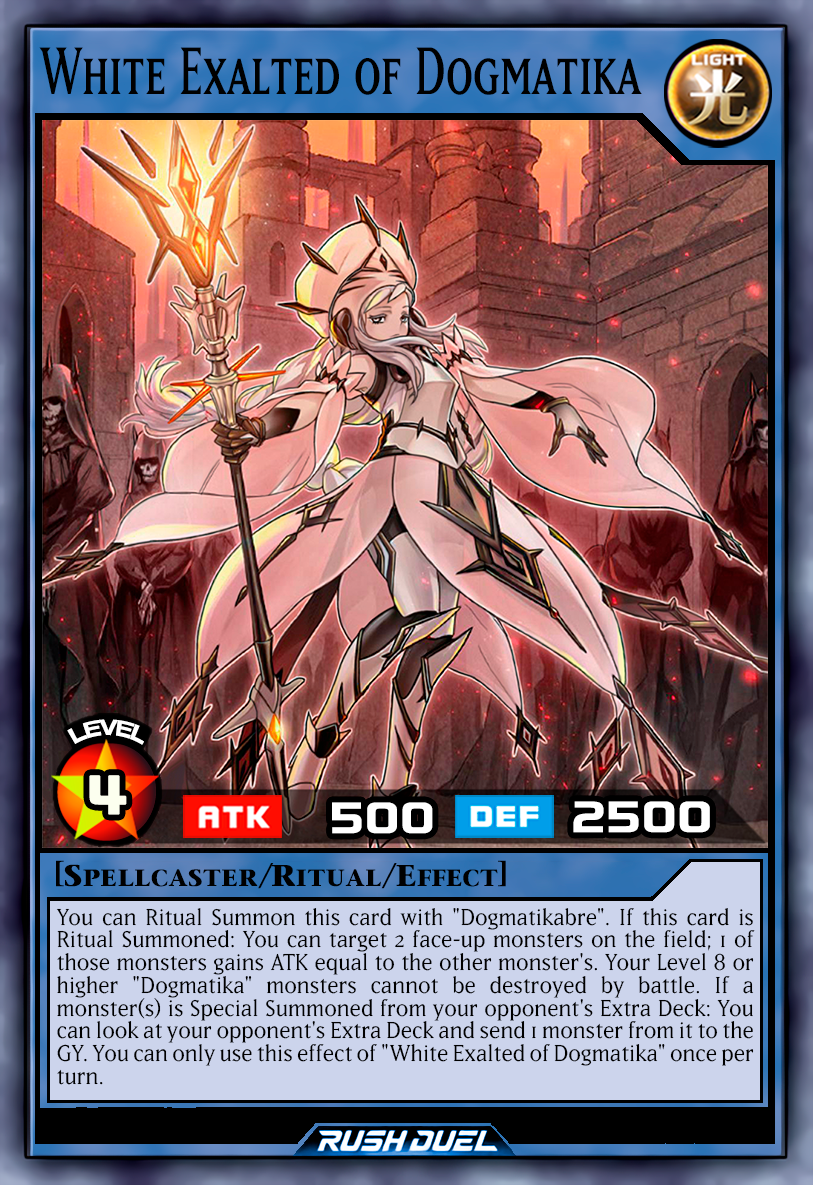 White Exalted of Dogmatika
LIGHT
光
LEVEL
4
ATK 500 DEF 2500
[Spellcaster/Ritual/Effect]
You can Ritual Summon this card with "Dogmatikabre". If this card is
Ritual Summoned: You can target 2 face-up monsters on the field; 1 of
those monsters gains ATK equal to the other monster's. Your Level 8 or
higher "Dogmatika" monsters cannot be destroyed by battle. If a
monster(s) is Special Summoned from your opponent's Extra Deck: You
can look at your opponent's Extra Deck and send 1 monster from it to the
GY. You can only use this effect of "White Exalted of Dogmatika" once per
turn.
RUSH DUEL